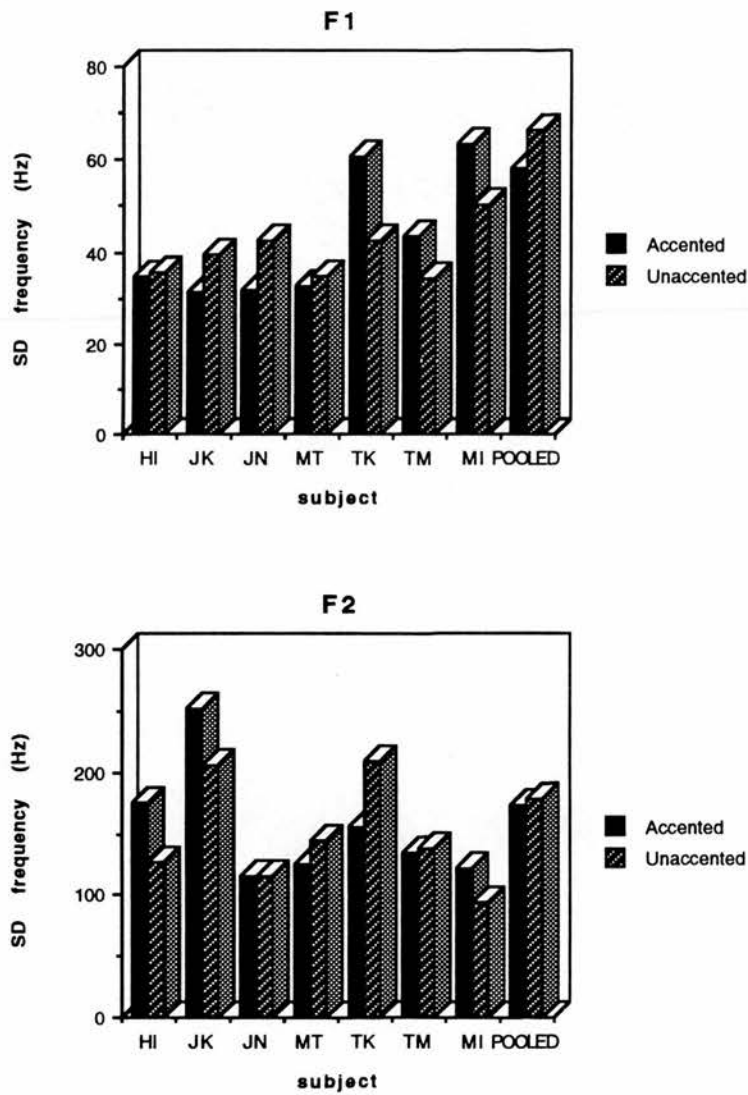 F1
SD frequency (Hz)
80
60
40
20
0
HI JK JN MT TK TM MI POOLED
subject
Accented
Unaccented
F2
SD frequency (Hz)
300
200
100
0
HI JK JN MT TK TM MI POOLED
subject
Accented
Unaccented